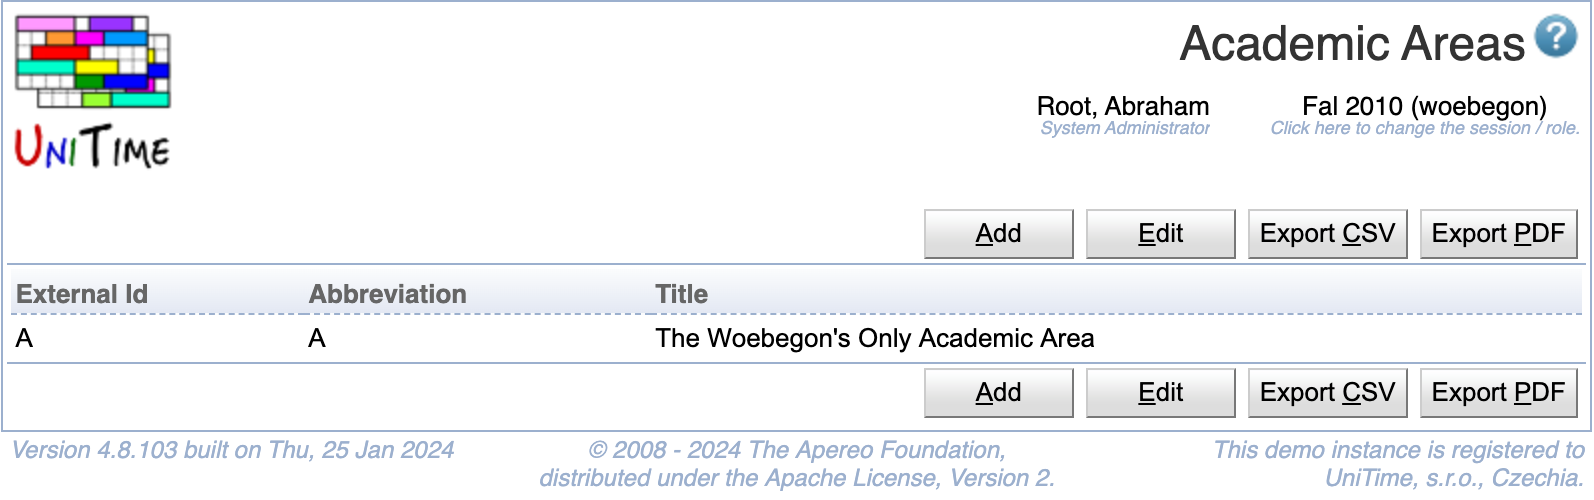 Academic Areas ?
Root, Abraham Fal 2010 (woebegon)
System Administrator Click here to change the session / role.
UNITIME
Add Edit Export CSV Export PDF
External Id Abbreviation Title
A A The Woebegon's Only Academic Area
Add Edit Export CSV Export PDF
Version 4.8.103 built on Thu, 25 Jan 2024 © 2008 - 2024 The Apereo Foundation, This demo instance is registered to
distributed under the Apache License, Version 2. UniTime, s.r.o., Czechia.